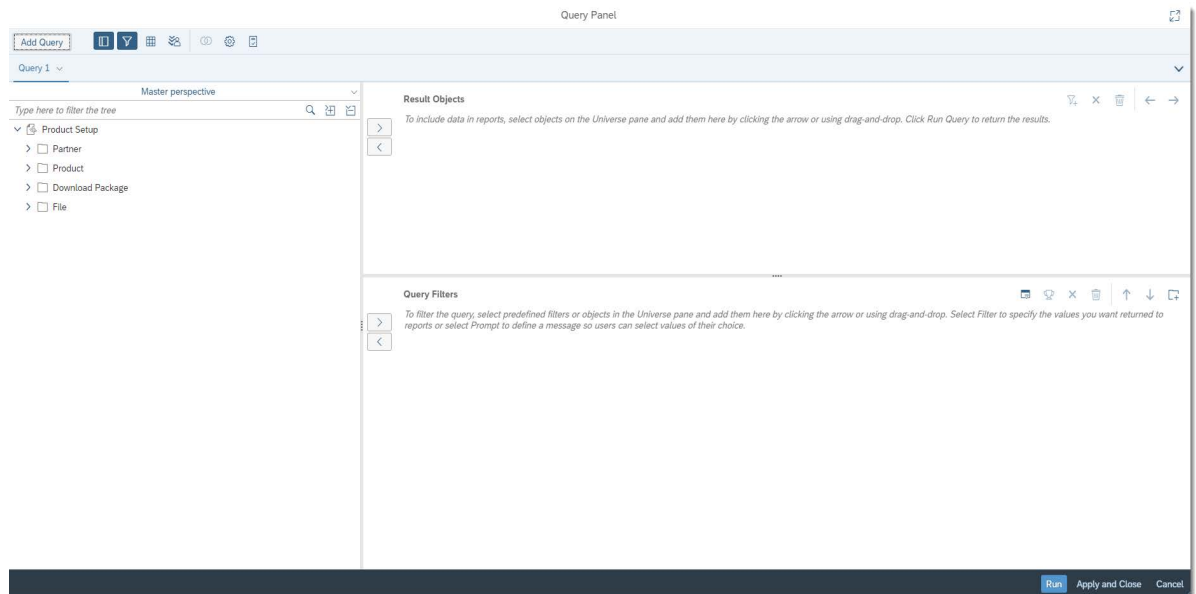 Query Panel
Add Query
Query 1
Master perspective
Type here to filter the tree
Product Setup
Partner
Product
Download Package
File
Result Objects
To include data in reports, select objects on the Universe pane and add them here by clicking the arrow or using drag-and-drop. Click Run Query to return the results.
Query Filters
To filter the query, select predefined filters or objects in the Universe pane and add them here by clicking the arrow or using drag-and-drop. Select Filter to specify the values you want returned to
reports or select Prompt to define a message so users can select values of their choice.
Run Apply and Close Cancel